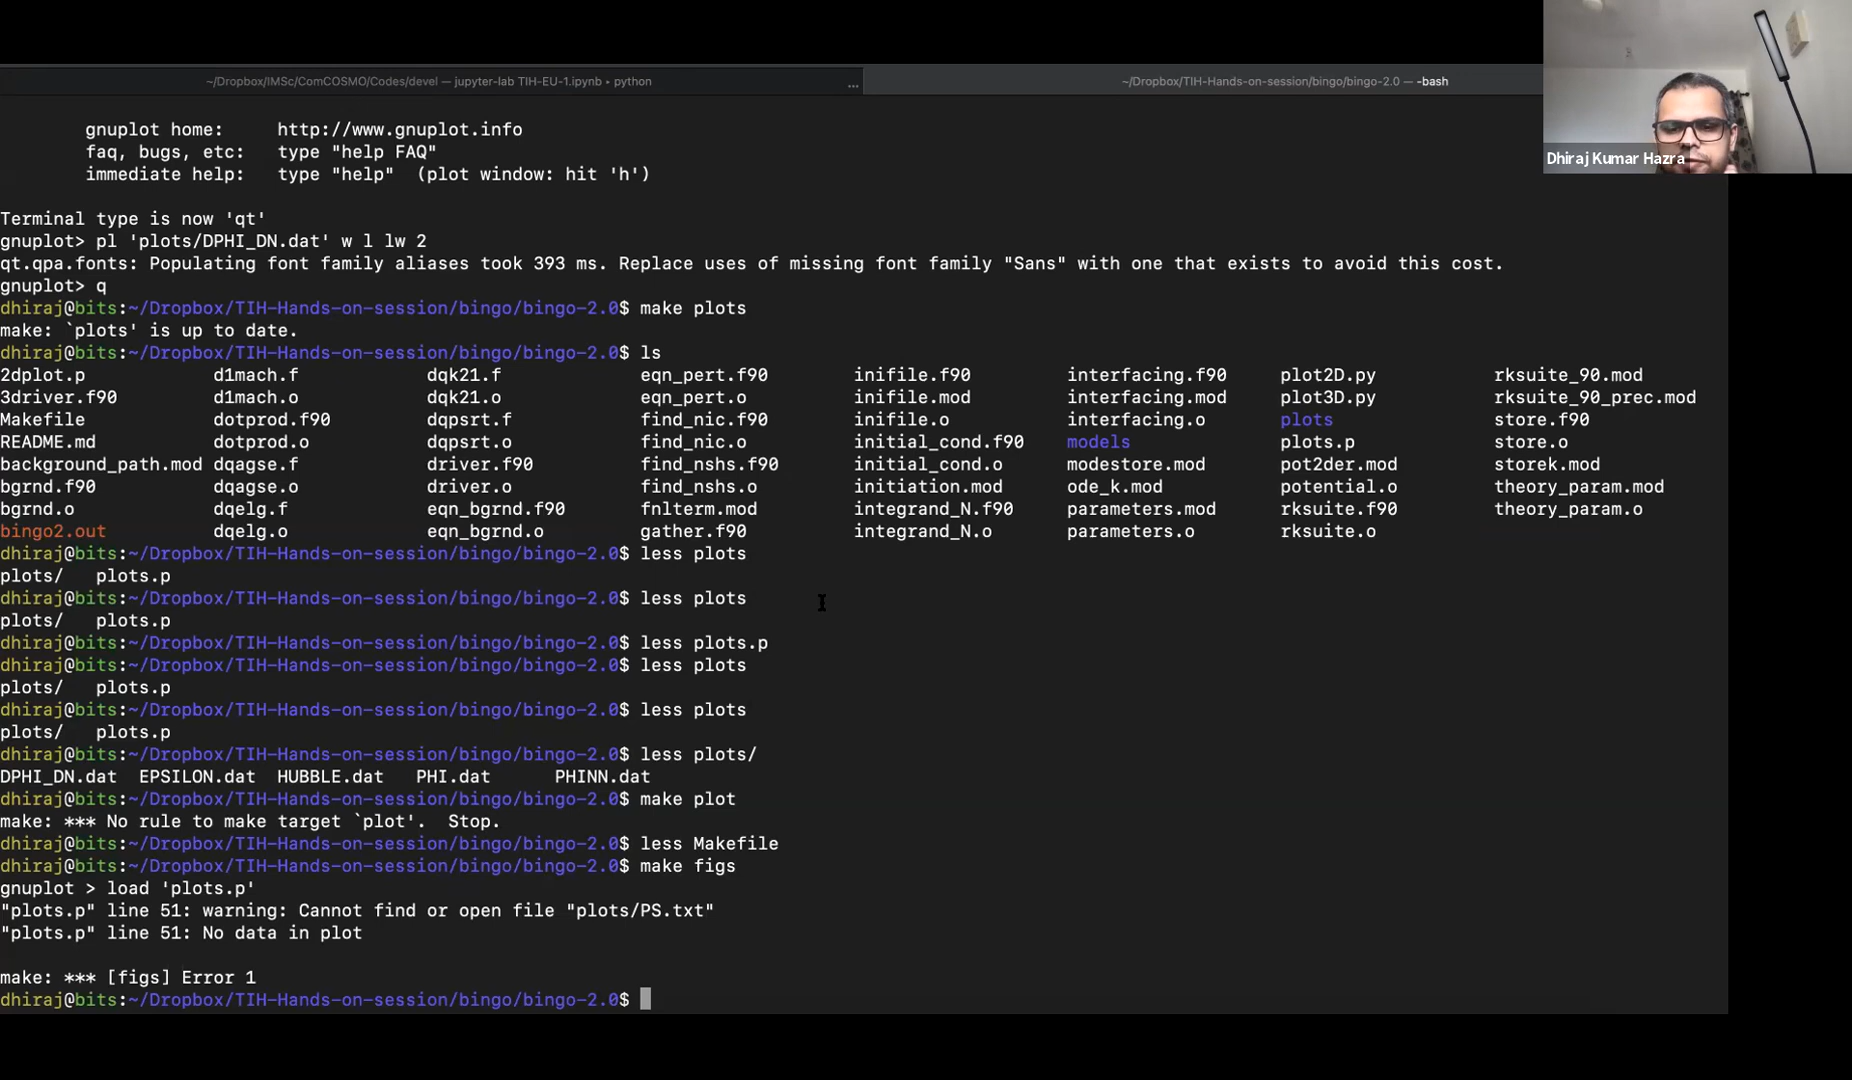 ~/Dropbox/IMSc/ComCOSMO/Codes/devel — jupyter-lab TIH-EU-1.ipynb ▸ python
...
~/Dropbox/TIH-Hands-on-session/bingo/bingo-2.0 — -bash
Dhiraj Kumar Hazra
gnuplot home:     http://www.gnuplot.info
faq, bugs, etc:   type "help FAQ"
immediate help:   type "help"  (plot window: hit 'h')
Terminal type is now 'qt'
gnuplot> pl 'plots/DPHI_DN.dat' w l lw 2
qt.qpa.fonts: Populating font family aliases took 393 ms. Replace uses of missing font family "Sans" with one that exists to avoid this cost.
gnuplot> q
dhiraj@bits:~/Dropbox/TIH-Hands-on-session/bingo/bingo-2.0$ make plots
make: `plots' is up to date.
dhiraj@bits:~/Dropbox/TIH-Hands-on-session/bingo/bingo-2.0$ ls
2dplot.p            d1mach.f            dqk21.f             eqn_pert.f90        inifile.f90         interfacing.f90     plot2D.py           rksuite_90.mod
3driver.f90         d1mach.o            dqk21.o             eqn_pert.o          inifile.mod         interfacing.mod     plot3D.py           rksuite_90_prec.mod
Makefile            dotprod.f90         dqpsrt.f            find_nic.f90        inifile.o           interfacing.o       plots               store.f90
README.md           dotprod.o           dqpsrt.o            find_nic.o          initial_cond.f90    models              plots.p             store.o
background_path.mod dqagse.f            driver.f90          find_nshs.f90       initial_cond.o      modestore.mod       pot2der.mod         storek.mod
bgrnd.f90           dqagse.o            driver.o            find_nshs.o         initiation.mod      ode_k.mod           potential.o         theory_param.mod
bgrnd.o             dqelg.f             eqn_bgrnd.f90       fnlterm.mod         integrand_N.f90     parameters.mod      rksuite.f90         theory_param.o
bingo2.out          dqelg.o             eqn_bgrnd.o         gather.f90          integrand_N.o       parameters.o        rksuite.o
dhiraj@bits:~/Dropbox/TIH-Hands-on-session/bingo/bingo-2.0$ less plots
plots/   plots.p
dhiraj@bits:~/Dropbox/TIH-Hands-on-session/bingo/bingo-2.0$ less plots
plots/   plots.p
dhiraj@bits:~/Dropbox/TIH-Hands-on-session/bingo/bingo-2.0$ less plots.p
dhiraj@bits:~/Dropbox/TIH-Hands-on-session/bingo/bingo-2.0$ less plots
plots/   plots.p
dhiraj@bits:~/Dropbox/TIH-Hands-on-session/bingo/bingo-2.0$ less plots
plots/   plots.p
dhiraj@bits:~/Dropbox/TIH-Hands-on-session/bingo/bingo-2.0$ less plots/
DPHI_DN.dat  EPSILON.dat  HUBBLE.dat   PHI.dat      PHINN.dat
dhiraj@bits:~/Dropbox/TIH-Hands-on-session/bingo/bingo-2.0$ make plot
make: *** No rule to make target `plot'.  Stop.
dhiraj@bits:~/Dropbox/TIH-Hands-on-session/bingo/bingo-2.0$ less Makefile
dhiraj@bits:~/Dropbox/TIH-Hands-on-session/bingo/bingo-2.0$ make figs
gnuplot > load 'plots.p'
"plots.p" line 51: warning: Cannot find or open file "plots/PS.txt"
"plots.p" line 51: No data in plot
make: *** [figs] Error 1
dhiraj@bits:~/Dropbox/TIH-Hands-on-session/bingo/bingo-2.0$